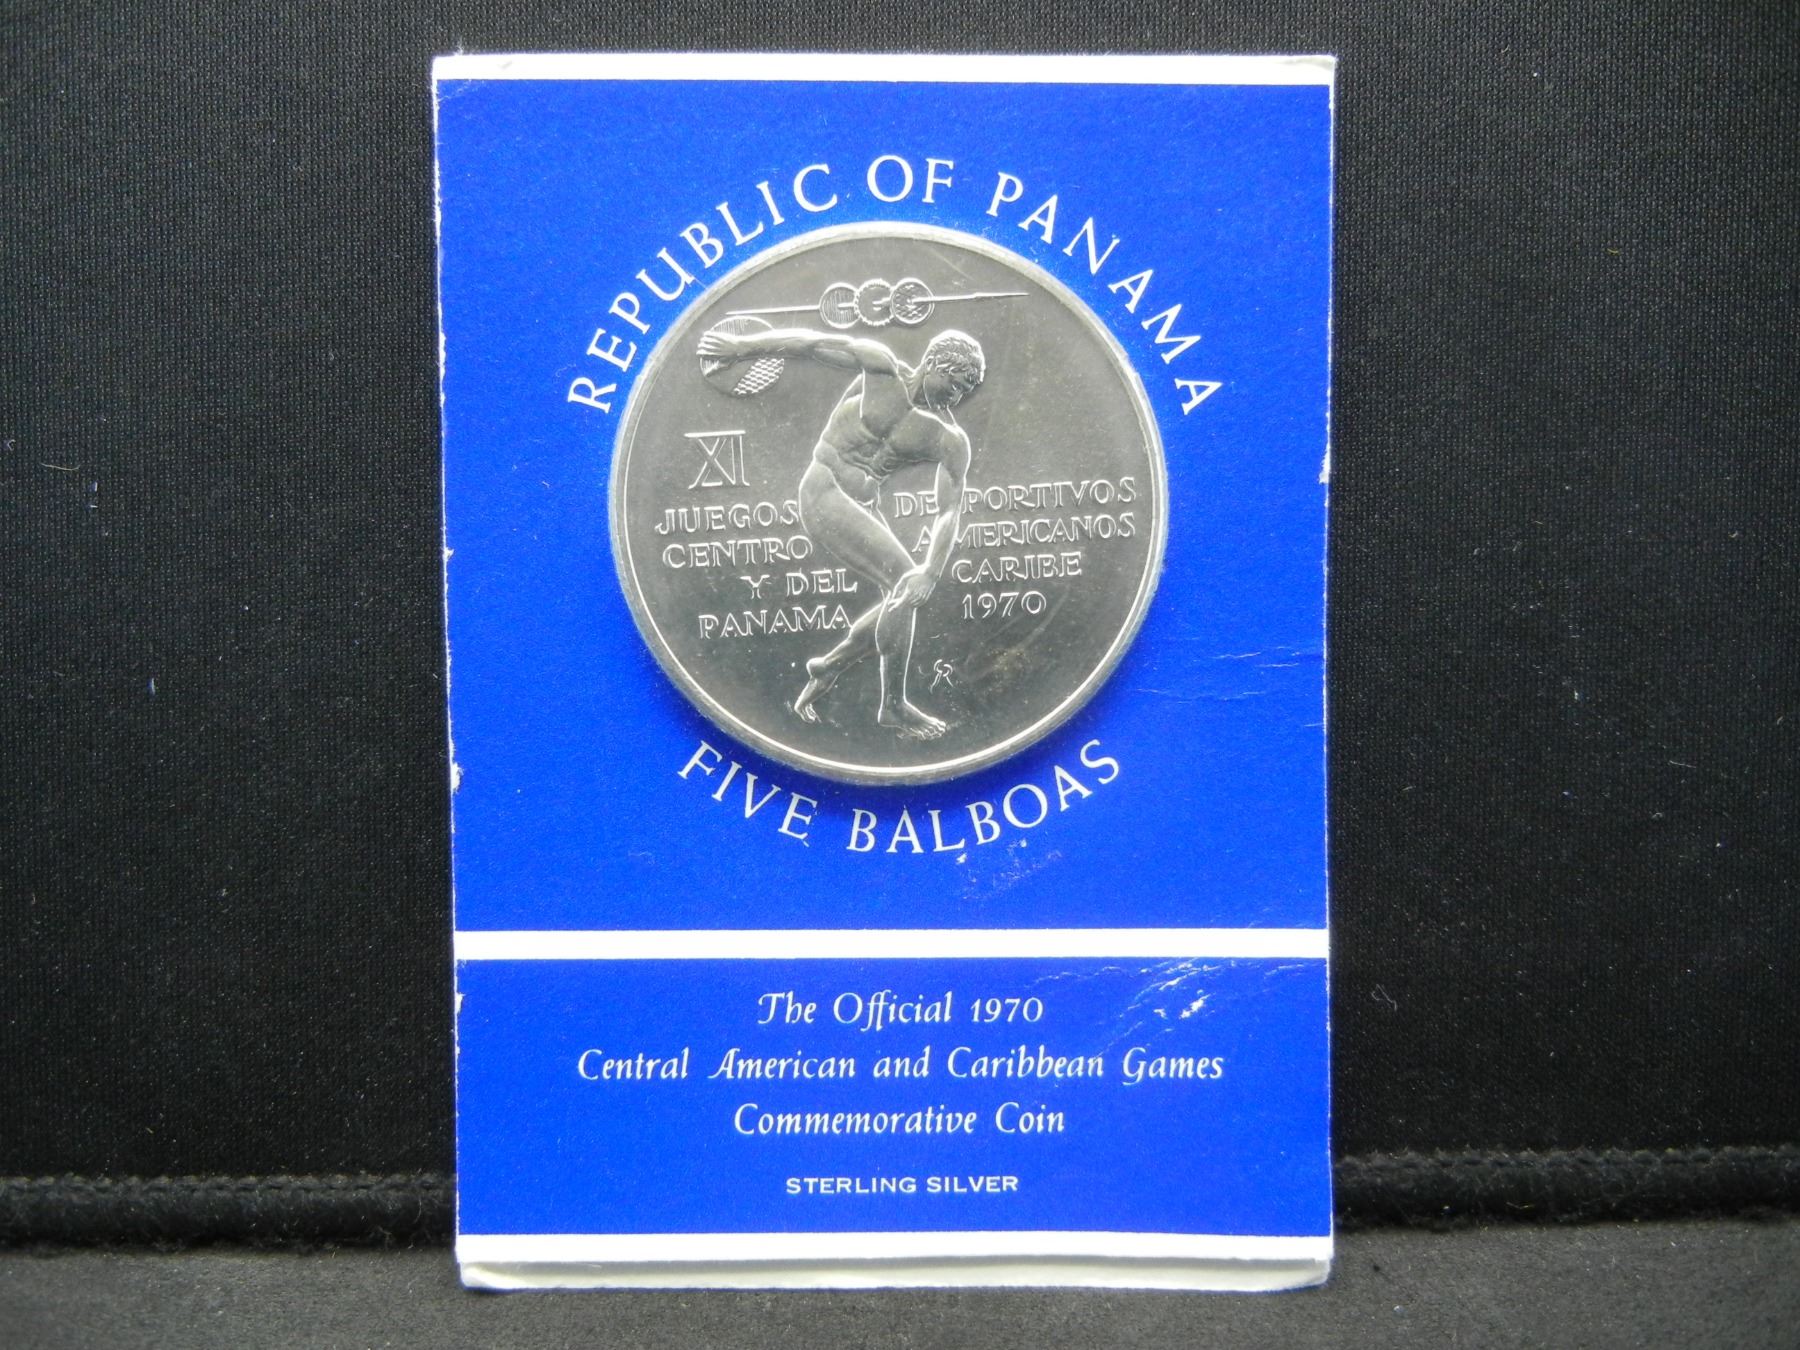 REPUBLIC OF PANAMA
XI
JUEGOS DEPORTIVOS
CENTRO AMERICANOS
Y DEL CARIBE
PANAMA 1970
FIVE BALBOAS
The Official 1970
Central American and Caribbean Games
Commemorative Coin
STERLING SILVER